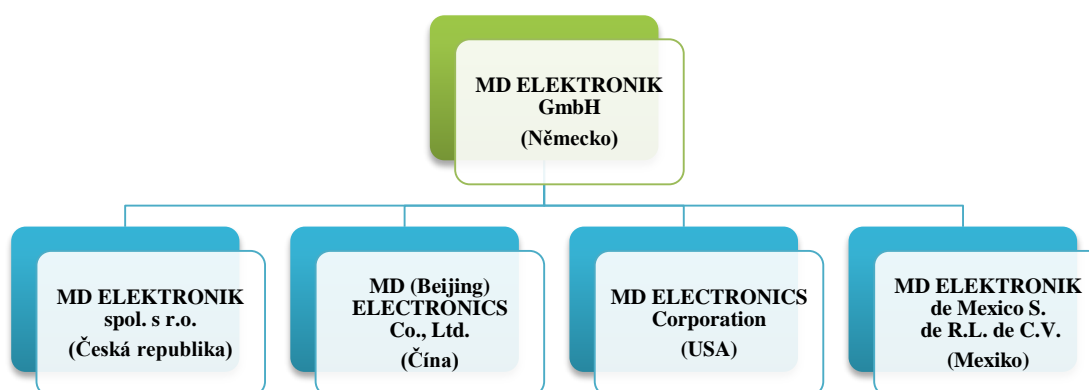 MD ELEKTRONIK
GmbH
(Německo)
MD ELEKTRONIK
spol. s r.o.
(Česká republika)
MD (Beijing)
ELECTRONICS
Co., Ltd.
(Čína)
MD ELECTRONICS
Corporation
(USA)
MD ELEKTRONIK
de Mexico S.
de R.L. de C.V.
(Mexiko)